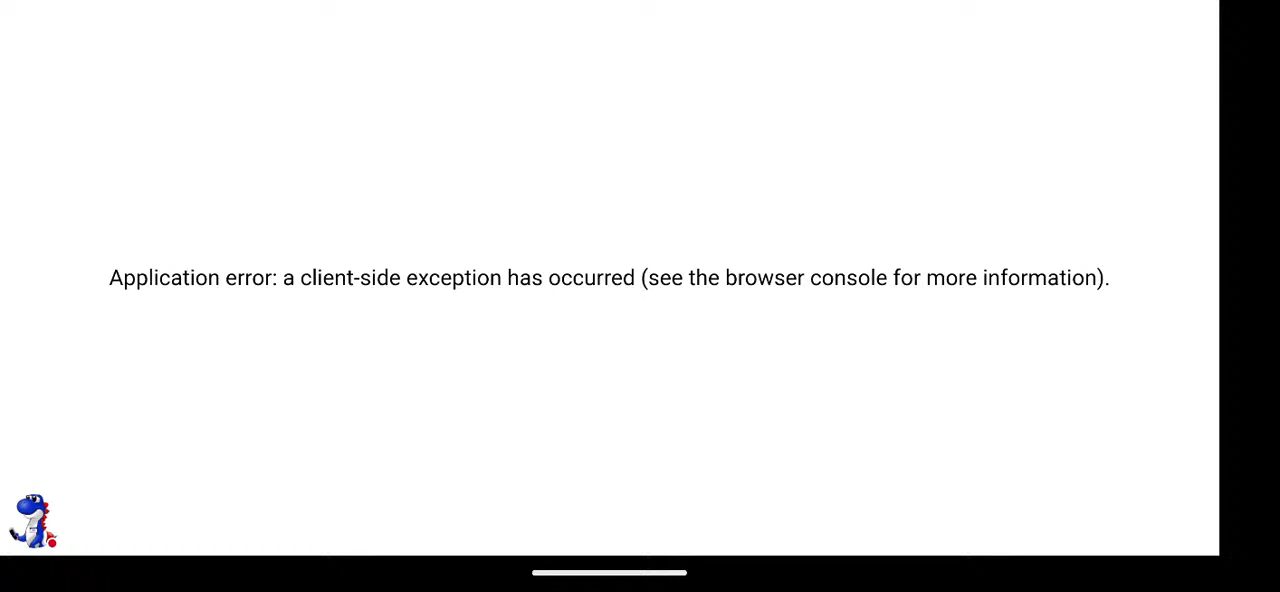 Application error: a client-side exception has occurred (see the browser console for more information).